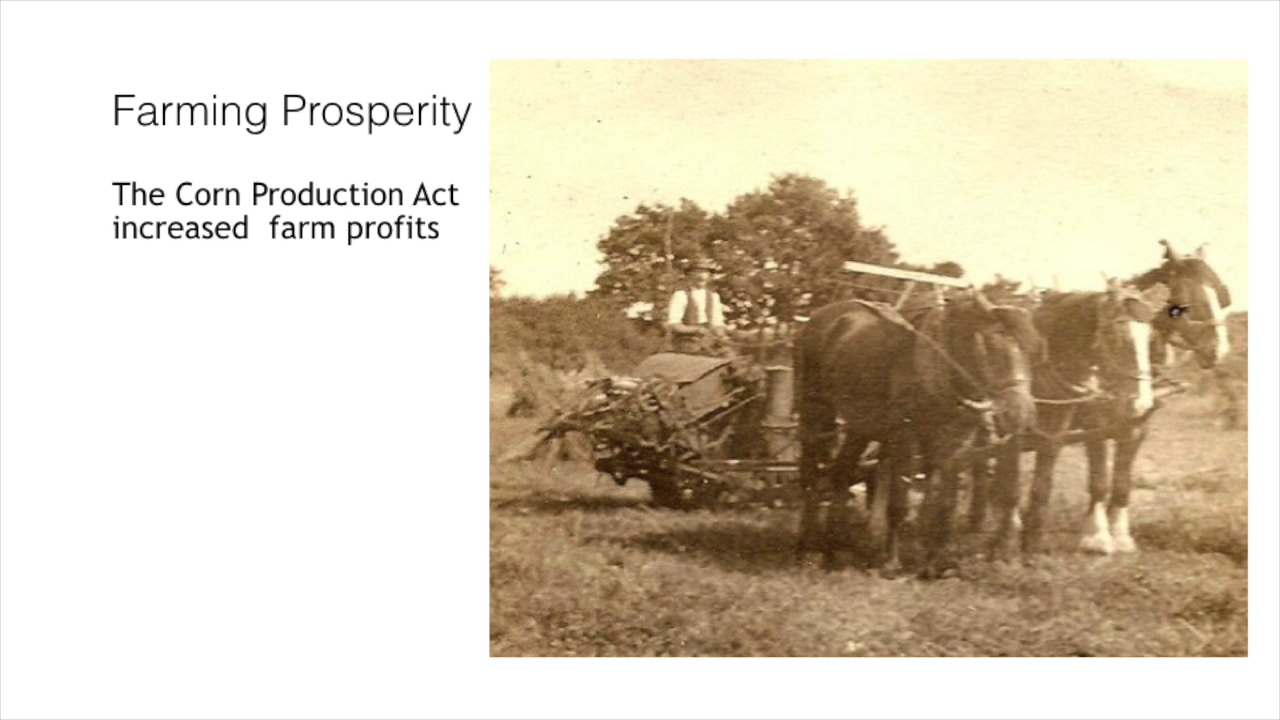 Farming Prosperity
The Corn Production Act
increased  farm profits